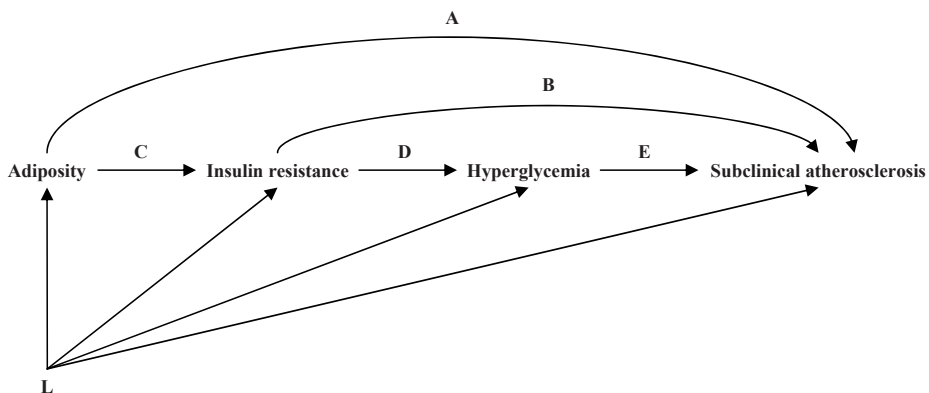 A
B
C
D
E
Adiposity
Insulin resistance
Hyperglycemia
Subclinical atherosclerosis
L